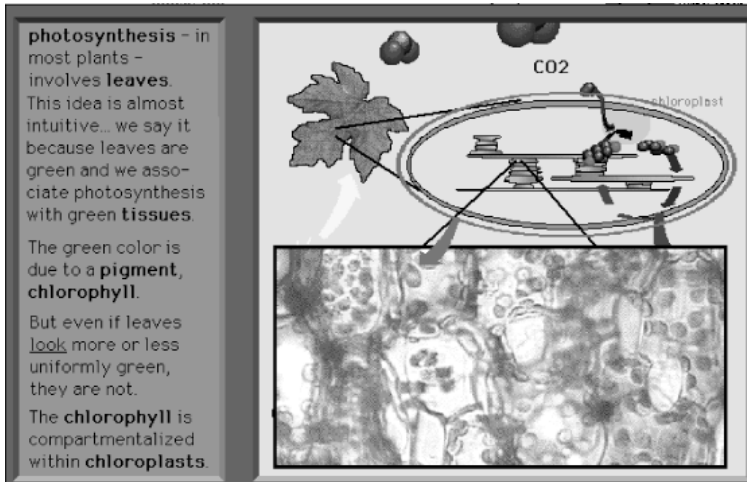 photosynthesis – in
most plants –
involves leaves.
This idea is almost
intuitive... we say it
because leaves are
green and we asso-
ciate photosynthesis
with green tissues.
The green color is
due to a pigment,
chlorophyll.
But even if leaves
look more or less
uniformly green,
they are not.
The chlorophyll is
compartmentalized
within chloroplasts.
CO2
chloroplast